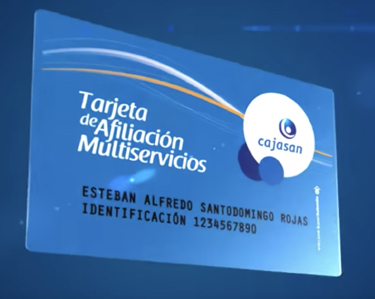 Tarjeta
de Afiliación
Multiservicios
cajasan
ESTEBAN ALFREDO SANTODOMINGO ROJAS
IDENTIFICACIÓN 1234567890